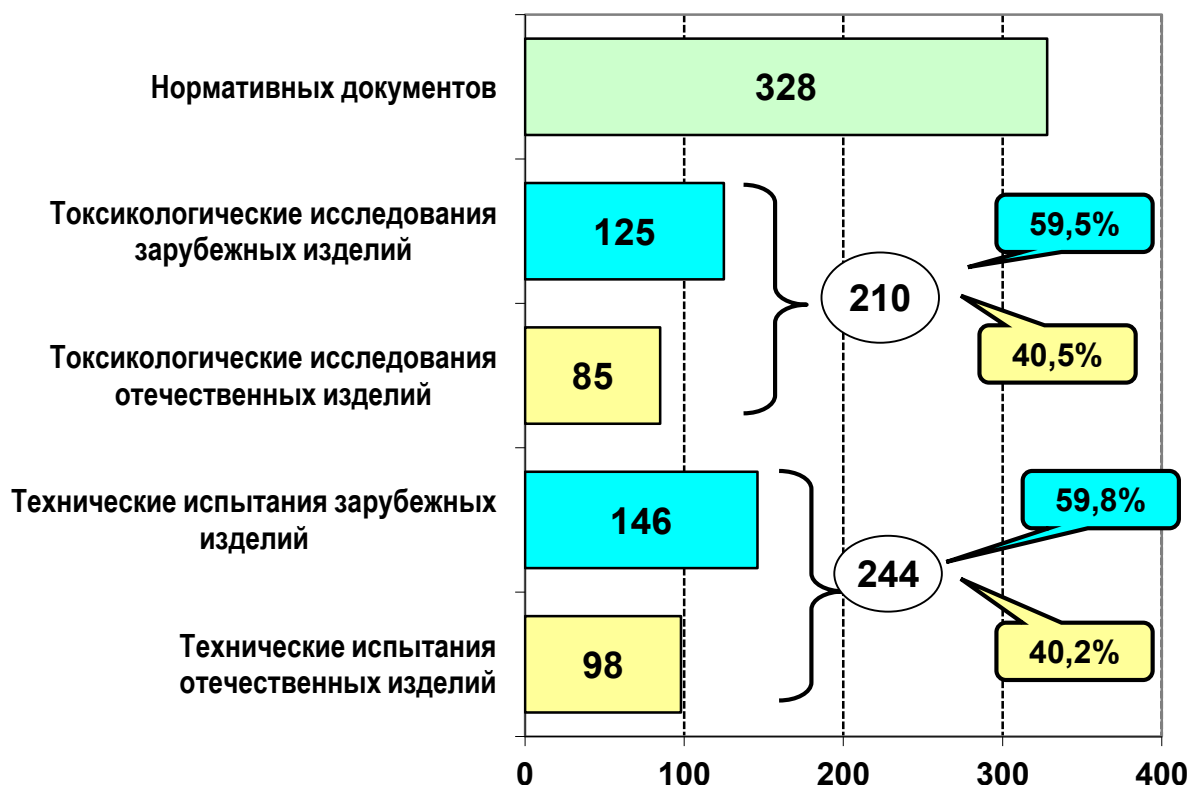 Нормативных документов
328
Токсикологические исследования
зарубежных изделий
125
59,5%
210
40,5%
Токсикологические исследования
отечественных изделий
85
Технические испытания зарубежных
изделий
146
59,8%
244
40,2%
Технические испытания
отечественных изделий
98
0 100 200 300 400